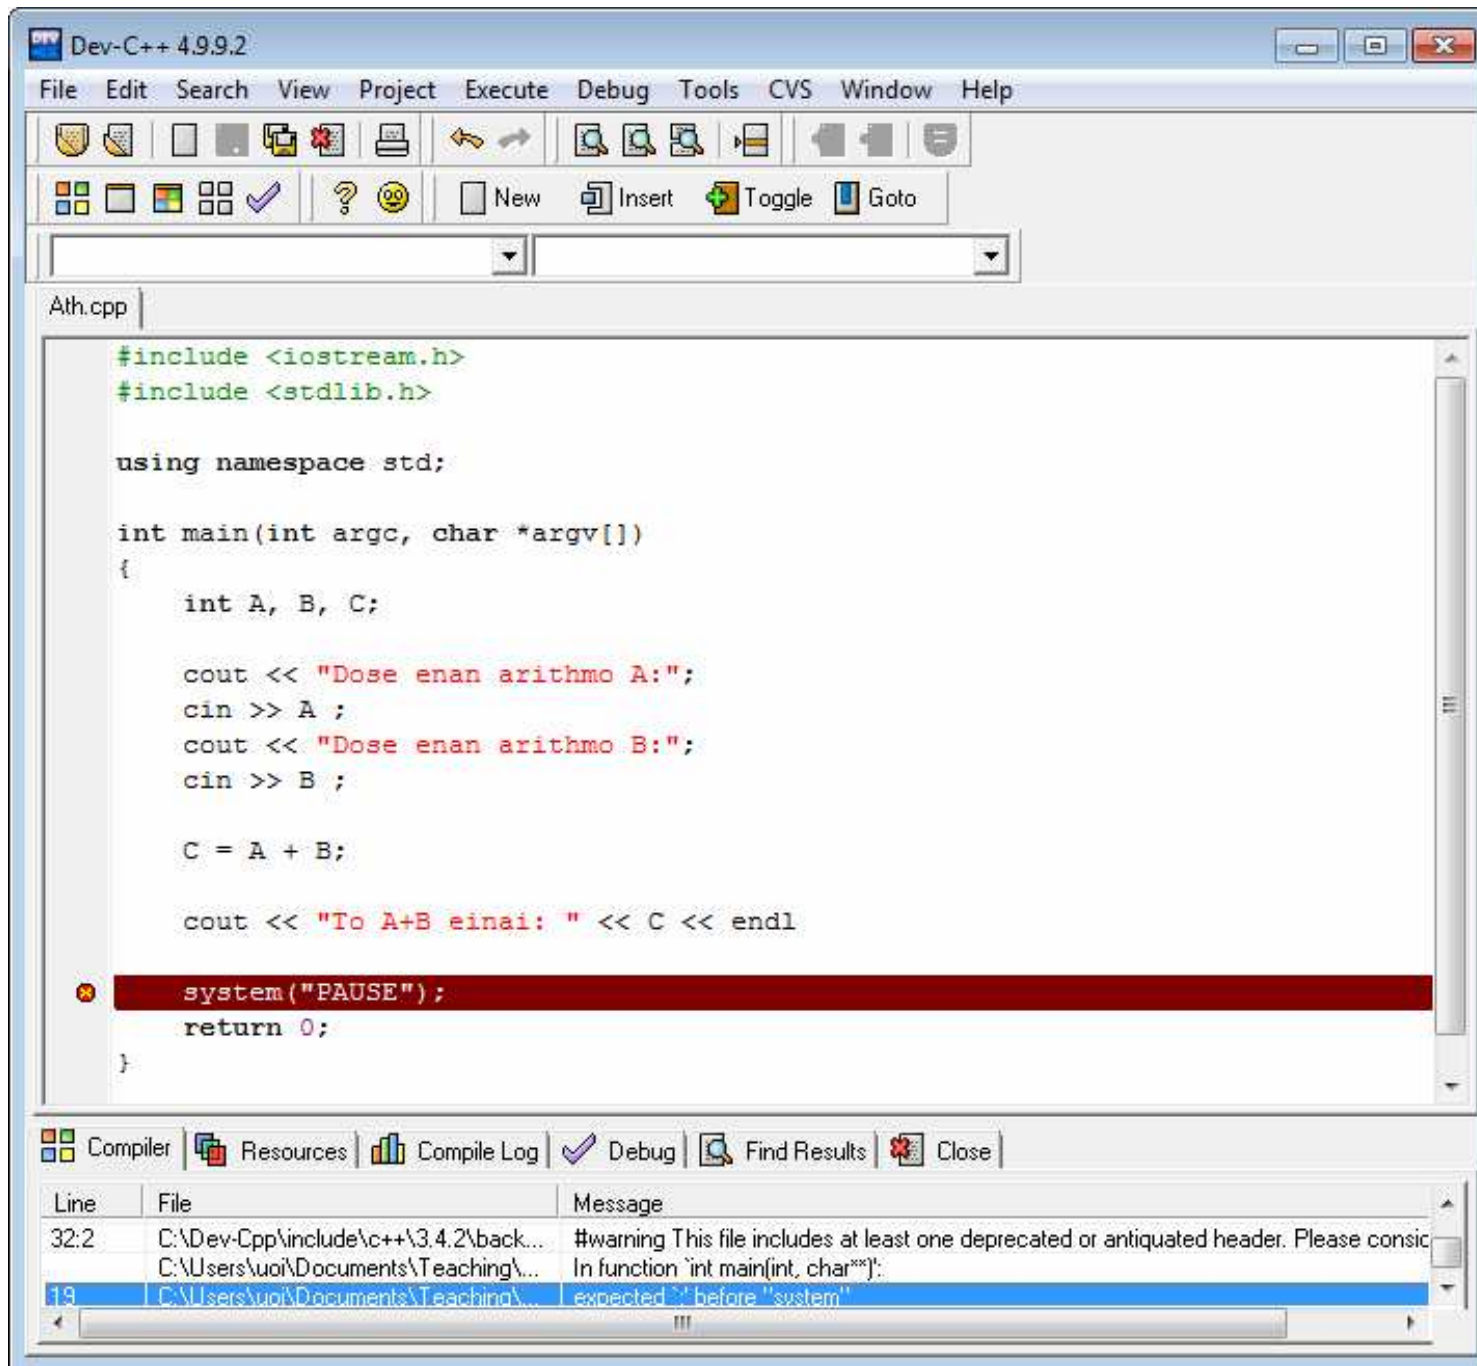 Dev-C++ 4.9.9.2
File Edit Search View Project Execute Debug Tools CVS Window Help
New Insert Toggle Goto
Ath.cpp
#include <iostream.h>
#include <stdlib.h>
using namespace std;
int main(int argc, char *argv[])
{
int A, B, C;
cout << "Dose enan arithmo A:";
cin >> A ;
cout << "Dose enan arithmo B:";
cin >> B ;
C = A + B;
cout << "To A+B einai: " << C << endl
system("PAUSE");
return 0;
}
Compiler Resources Compile Log Debug Find Results Close
Line File Message
32:2 C:\Dev-Cpp\include\c++\3.4.2\back... #warning This file includes at least one deprecated or antiquated header. Please consic
C:\Users\uoi\Documents\Teaching\... In function `int main(int, char**)':
19 C:\Users\uoi\Documents\Teaching\... expected `;' before "system"